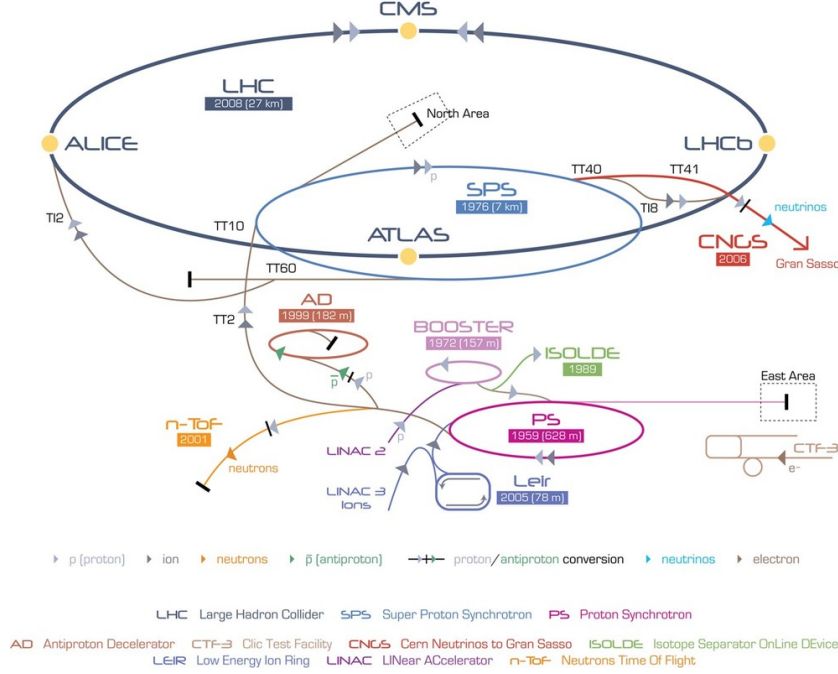 CMS
LHC
2008 (27 km)
North Area
ALICE
LHCb
TT40
TT41
p
SPS
1976 (7 km)
TI8
neutrinos
TI2
TT10
ATLAS
CNGS
2006
Gran Sasso
TT60
AD
1999 (182 m)
TT2
BOOSTER
1972 (157 m)
ISOLDE
1989
East Area
p̅
p
n-ToF
2001
PS
1959 (628 m)
LINAC 2
p
neutrons
CTF-3
e-
LINAC 3
Ions
Leir
2005 (78 m)
p (proton)
ion
neutrons
p̅ (antiproton)
proton/antiproton conversion
neutrinos
electron
LHC Large Hadron Collider
SPS Super Proton Synchrotron
PS Proton Synchrotron
AD Antiproton Decelerator
CTF-3 Clic Test Facility
CNGS Cern Neutrinos to Gran Sasso
ISOLDE Isotope Separator OnLine DEvice
LEIR Low Energy Ion Ring
LINAC LINear ACcelerator
n-ToF Neutrons Time Of Flight